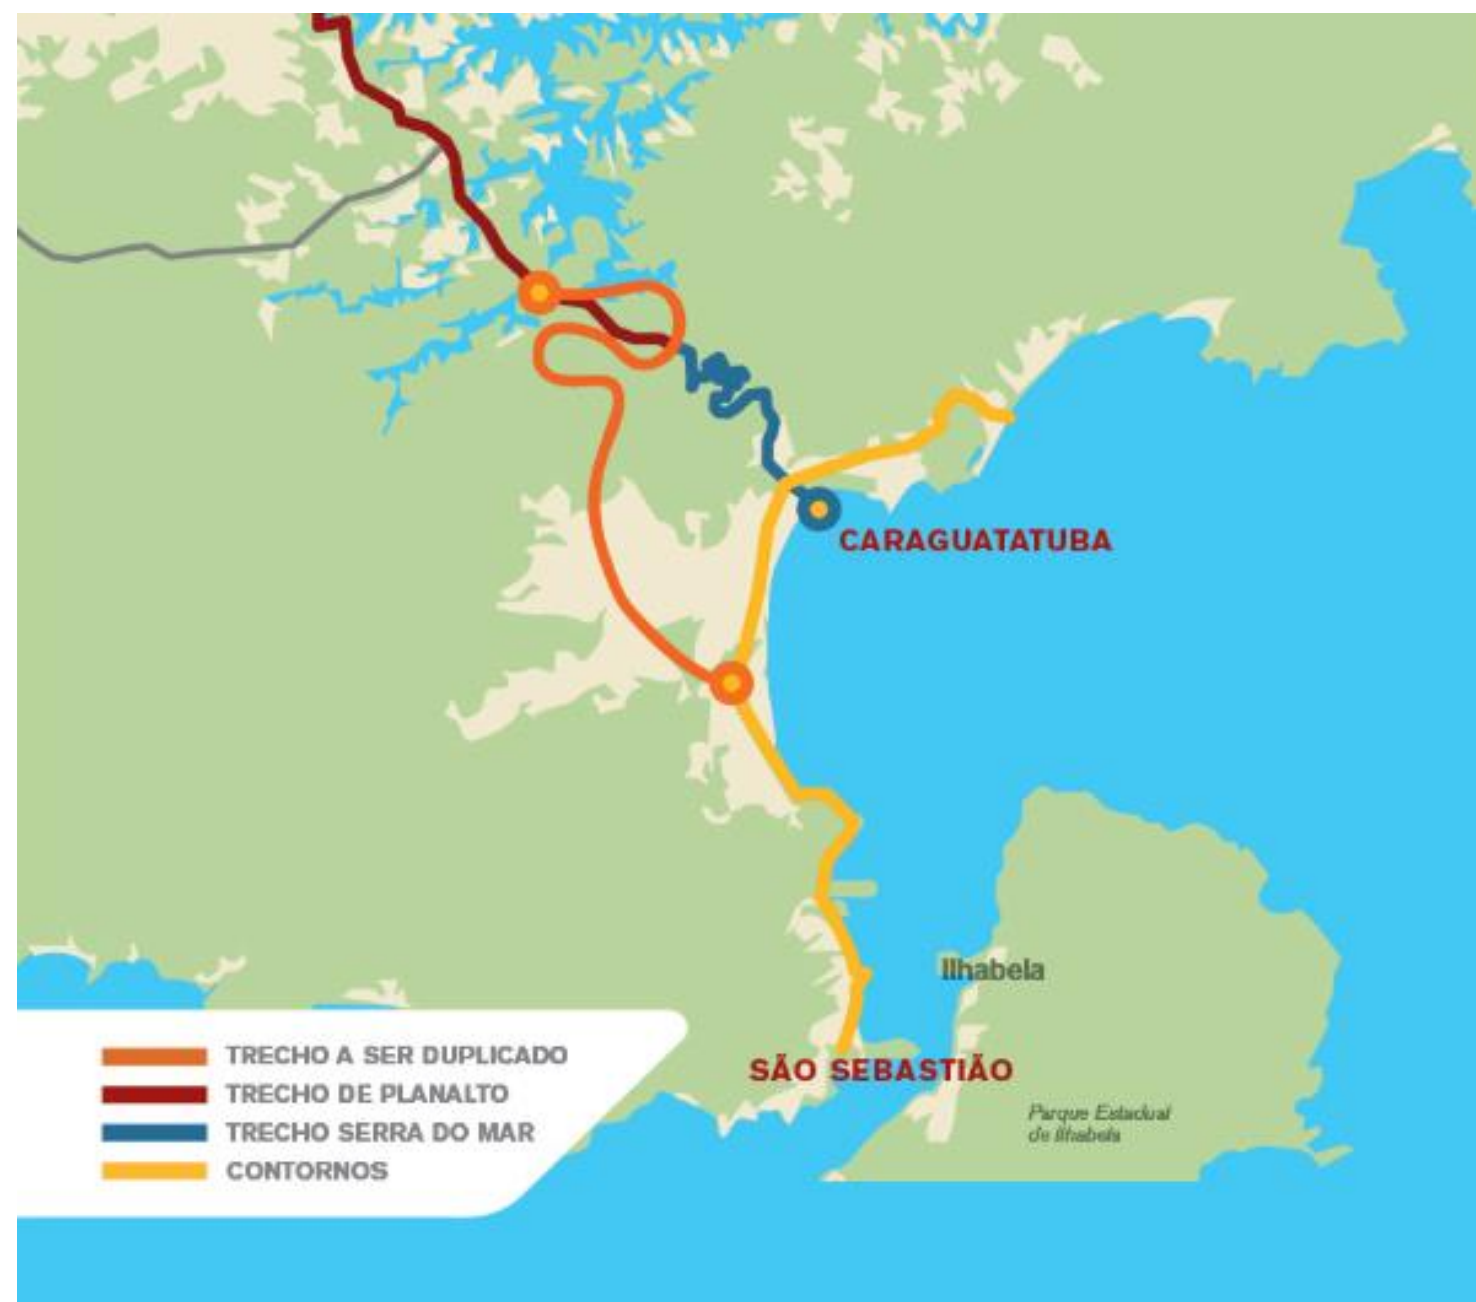 CARAGUATATUBA
Ilhabela
SÃO SEBASTIÃO
Parque Estadual
de Ilhabela
TRECHO A SER DUPLICADO
TRECHO DE PLANALTO
TRECHO SERRA DO MAR
CONTORNOS